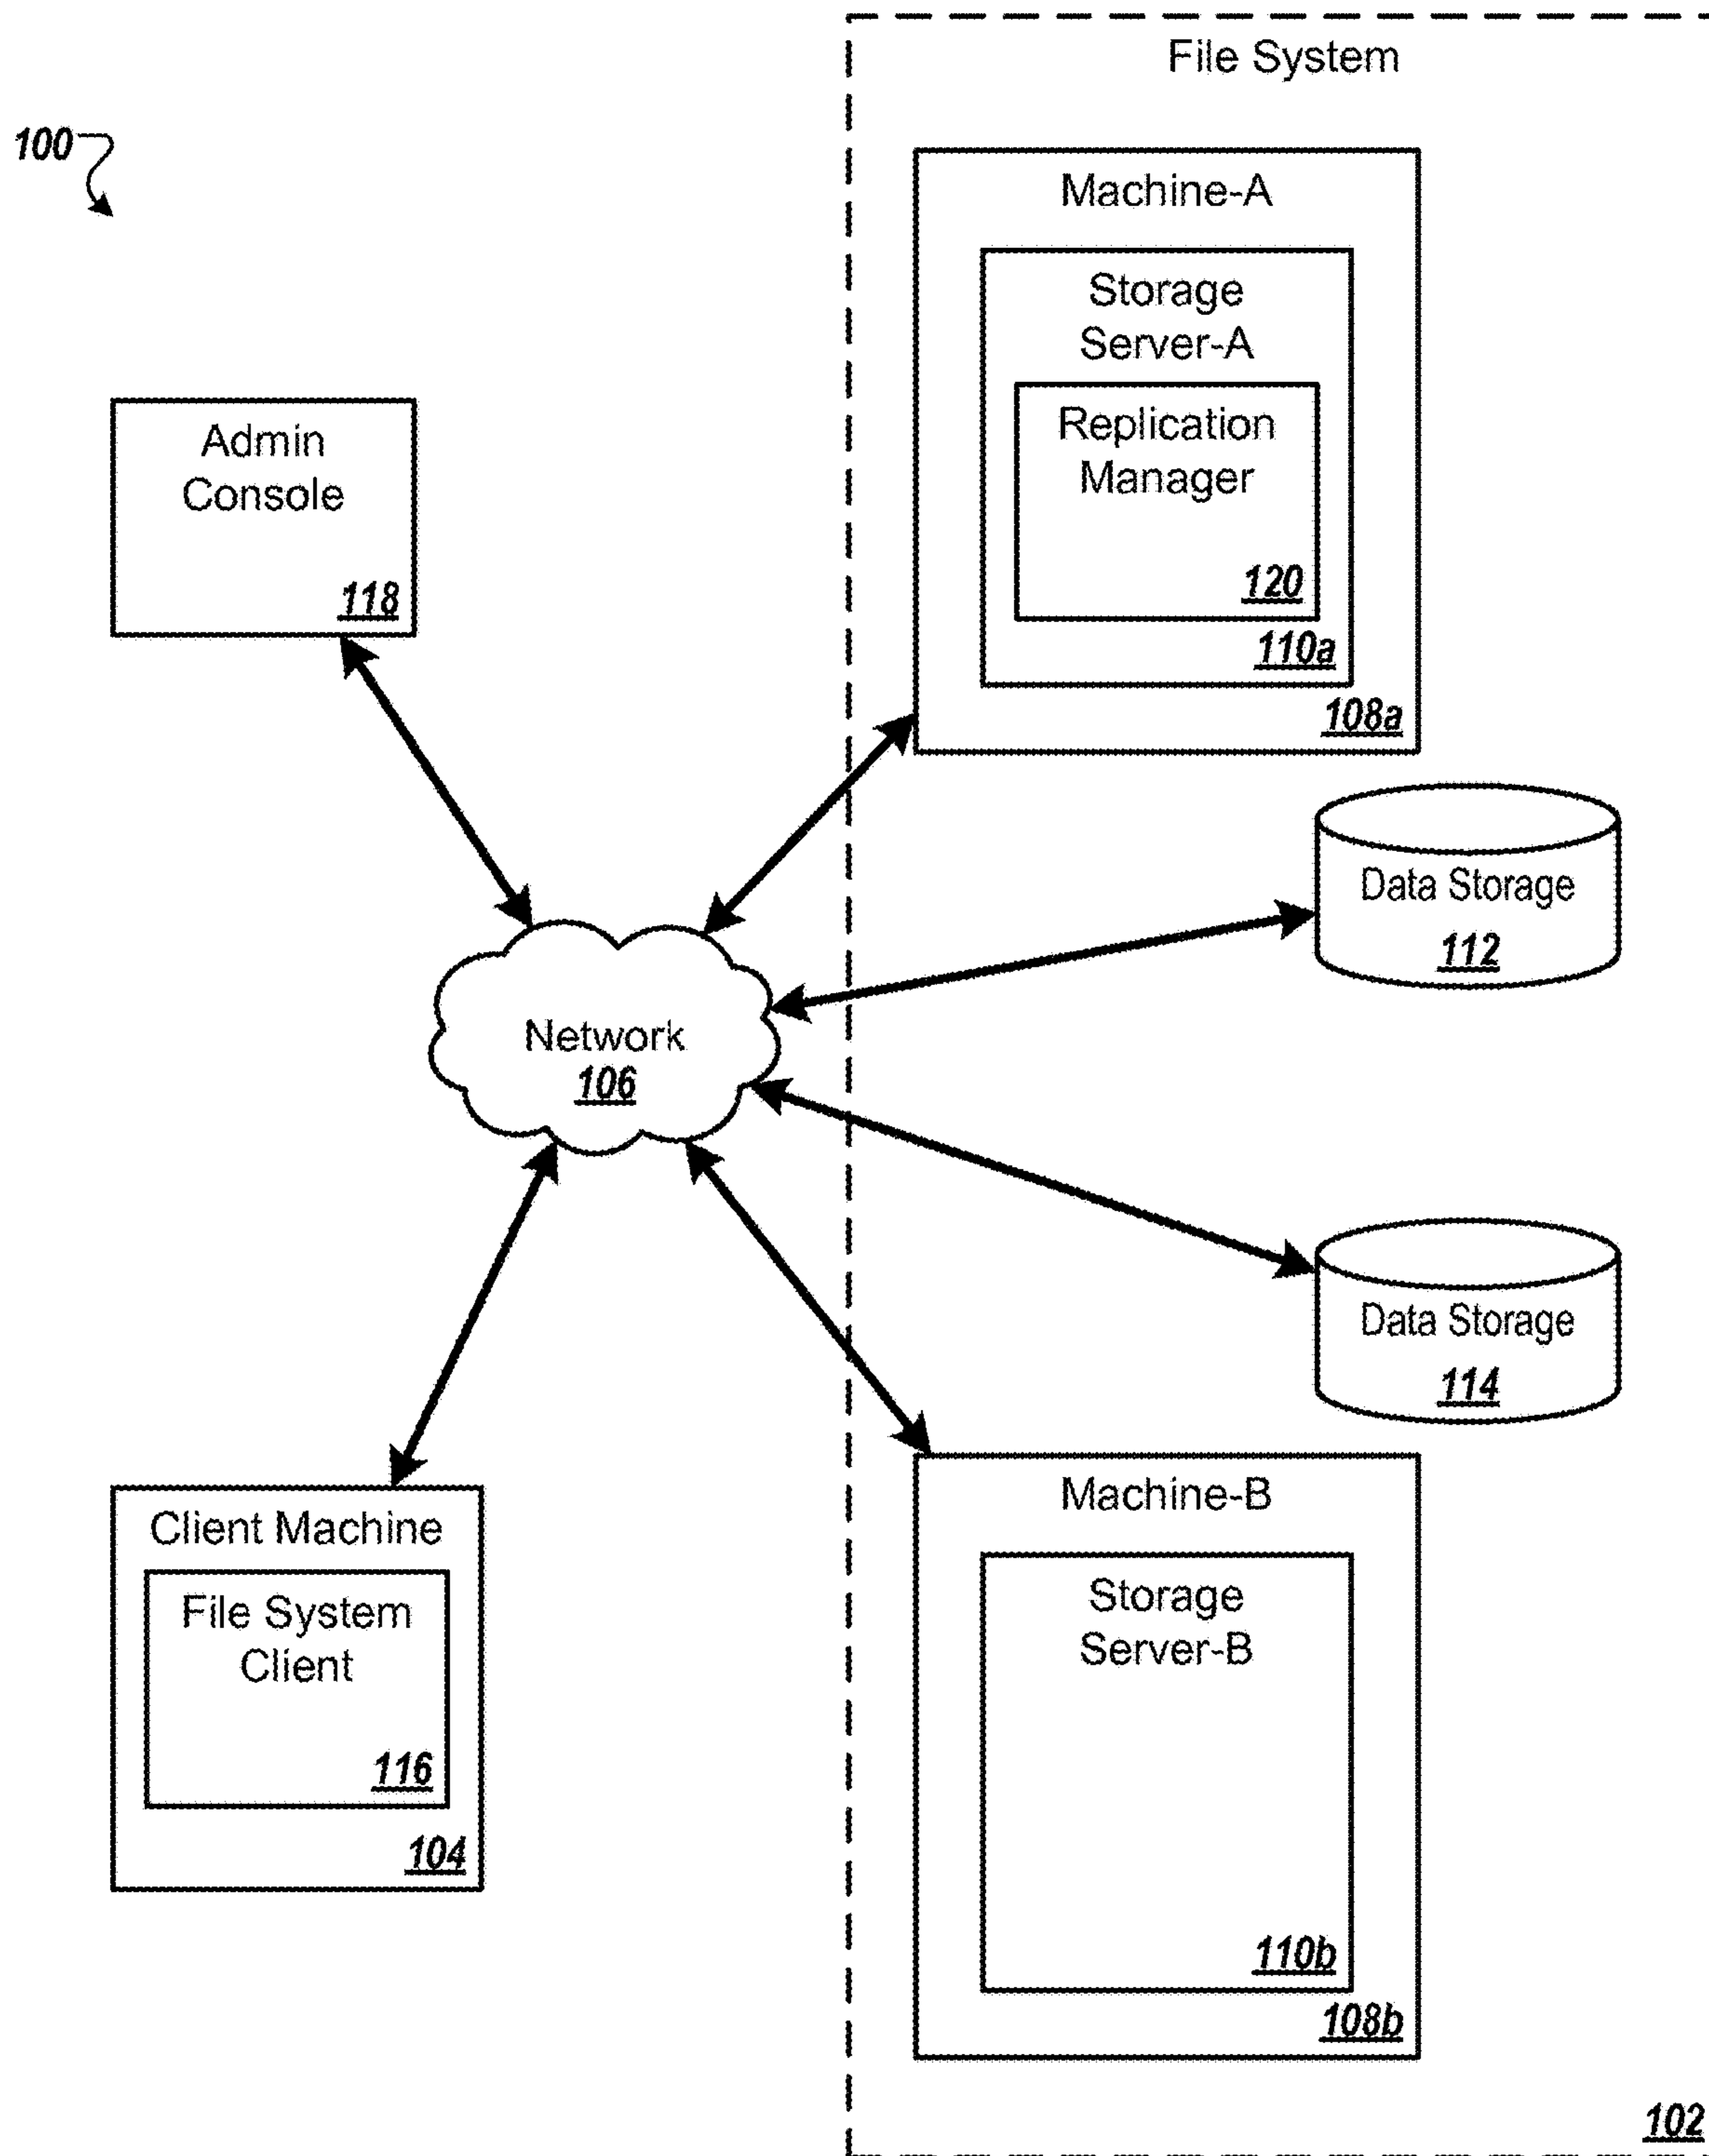 File System
100
Machine-A
Storage
Server-A
Replication
Manager
120
110a
108a
Admin
Console
118
Data Storage
112
Network
106
Data Storage
114
Machine-B
Storage
Server-B
110b
108b
Client Machine
File System
Client
116
104
102